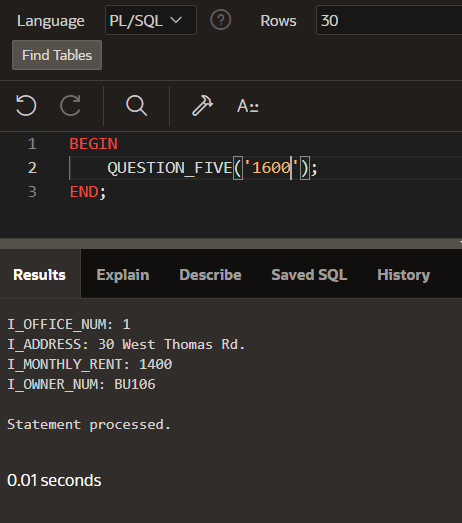 Language PL/SQL ? Rows 30
Find Tables
A::
1 BEGIN
2 QUESTION_FIVE('1600');
3 END;
Results Explain Describe Saved SQL History
I_OFFICE_NUM: 1
I_ADDRESS: 30 West Thomas Rd.
I_MONTHLY_RENT: 1400
I_OWNER_NUM: BU106
Statement processed.
0.01 seconds